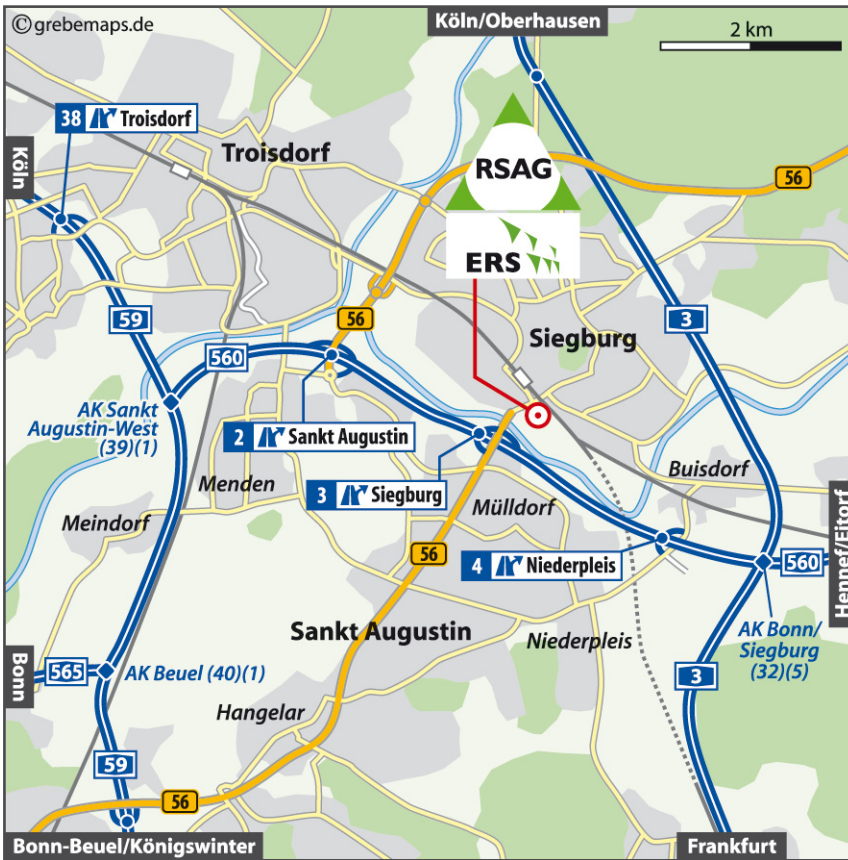 ©grebemaps.de
Köln/Oberhausen
2 km
38 Troisdorf
Köln
Troisdorf
RSAG
56
ERS
59
56
3
560
Siegburg
AK Sankt
Augustin-West
(39)(1)
2 Sankt Augustin
Menden
3 Siegburg
Buisdorf
Meindorf
Mülldorf
Hennef/Eitorf
56
4 Niederpleis
560
Sankt Augustin
Niederpleis
AK Bonn/
Siegburg
(32)(5)
Bonn
565
AK Beuel (40)(1)
3
Hangelar
59
56
Bonn-Beuel/Königswinter
Frankfurt